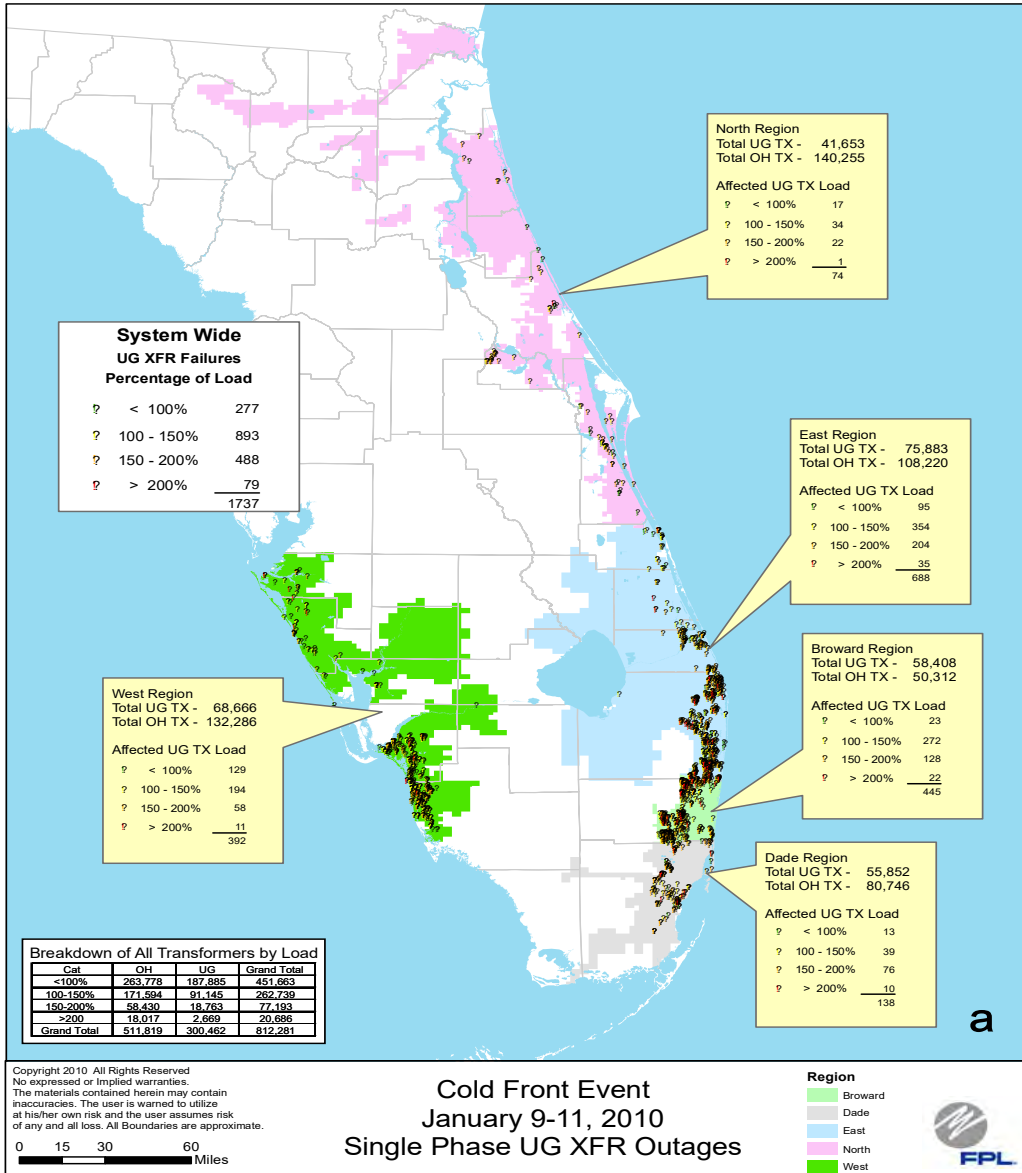 North Region
Total UG TX - 41,653
Total OH TX - 140,255
Affected UG TX Load
? < 100% 17
? 100 - 150% 34
? 150 - 200% 22
? > 200% 1
74
System Wide
UG XFR Failures
Percentage of Load
? < 100% 277
? 100 - 150% 893
? 150 - 200% 488
? > 200% 79
1737
East Region
Total UG TX - 75,883
Total OH TX - 108,220
Affected UG TX Load
? < 100% 95
? 100 - 150% 354
? 150 - 200% 204
? > 200% 35
688
Broward Region
Total UG TX - 58,408
Total OH TX - 50,312
Affected UG TX Load
? < 100% 23
? 100 - 150% 272
? 150 - 200% 128
? > 200% 22
445
West Region
Total UG TX - 68,666
Total OH TX - 132,286
Affected UG TX Load
? < 100% 129
? 100 - 150% 194
? 150 - 200% 58
? > 200% 11
392
Dade Region
Total UG TX - 55,852
Total OH TX - 80,746
Affected UG TX Load
? < 100% 13
? 100 - 150% 39
? 150 - 200% 76
? > 200% 10
138
Breakdown of All Transformers by Load
Cat OH UG Grand Total
<100% 263,778 187,885 451,663
100-150% 171,594 91,145 262,739
150-200% 58,430 18,763 77,193
>200 18,017 2,669 20,686
Grand Total 511,819 300,462 812,281
a
Copyright 2010 All Rights Reserved
No expressed or Implied warranties.
The materials contained herein may contain
inaccuracies. The user is warned to utilize
at his/her own risk and the user assumes risk
of any and all loss. All Boundaries are approximate.
0 15 30 60
Miles
Cold Front Event
January 9-11, 2010
Single Phase UG XFR Outages
Region
Broward
Dade
East
North
West
FPL